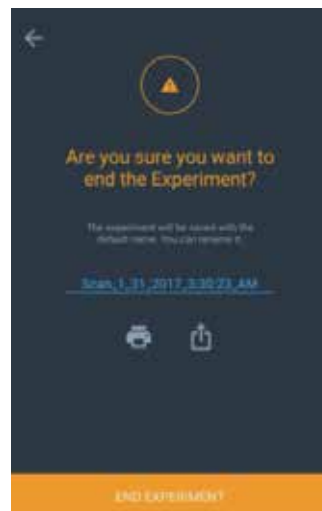 Are you sure you want to
end the Experiment?
The experiment will be saved with the
default name. You can rename it.
Scan_1_31_2017_3:30:23_AM
END EXPERIMENT